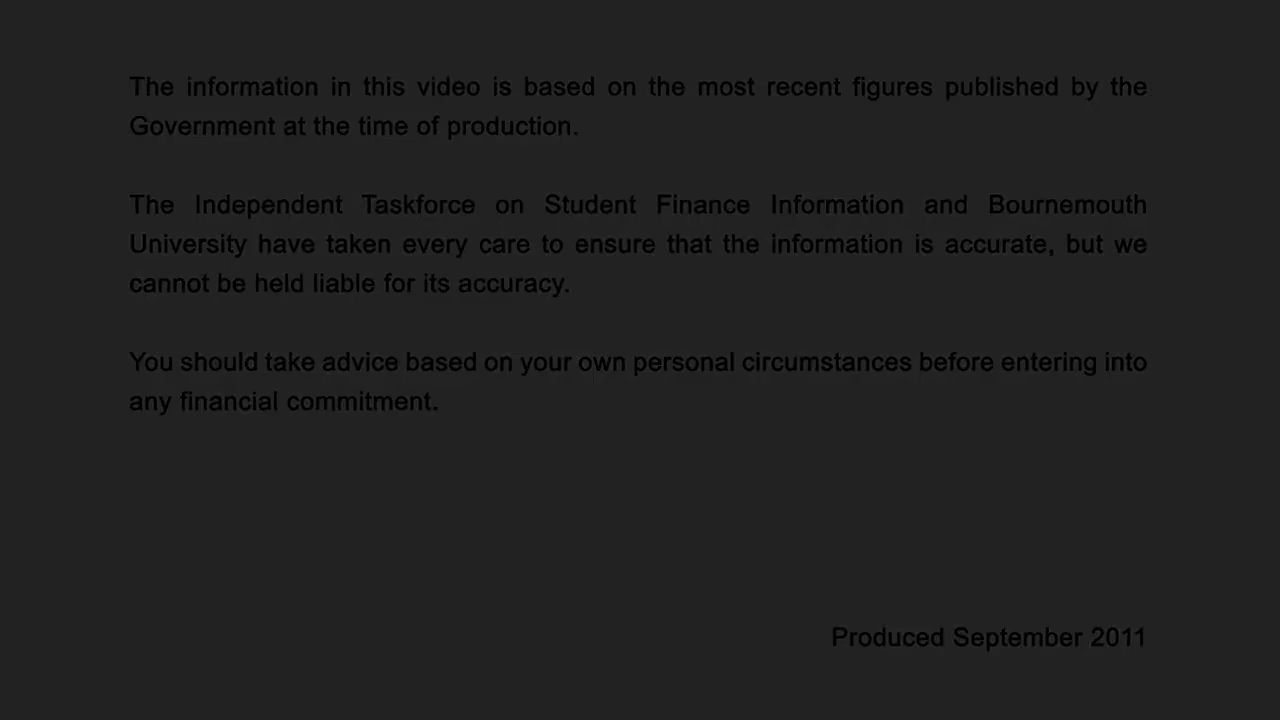 The information in this video is based on the most recent figures published by the
Government at the time of production.
The Independent Taskforce on Student Finance Information and Bournemouth
University have taken every care to ensure that the information is accurate, but we
cannot be held liable for its accuracy.
You should take advice based on your own personal circumstances before entering into
any financial commitment.
Produced September 2011